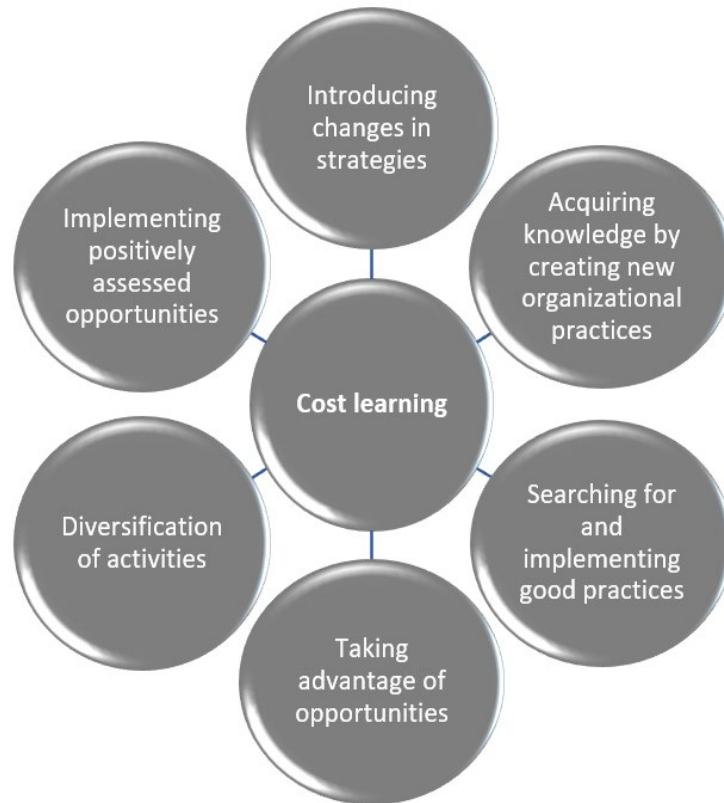 Introducing
changes in
strategies
Acquiring
knowledge by
creating new
organizational
practices
Searching for
and
implementing
good practices
Taking
advantage of
opportunities
Diversification
of activities
Implementing
positively
assessed
opportunities
Cost learning